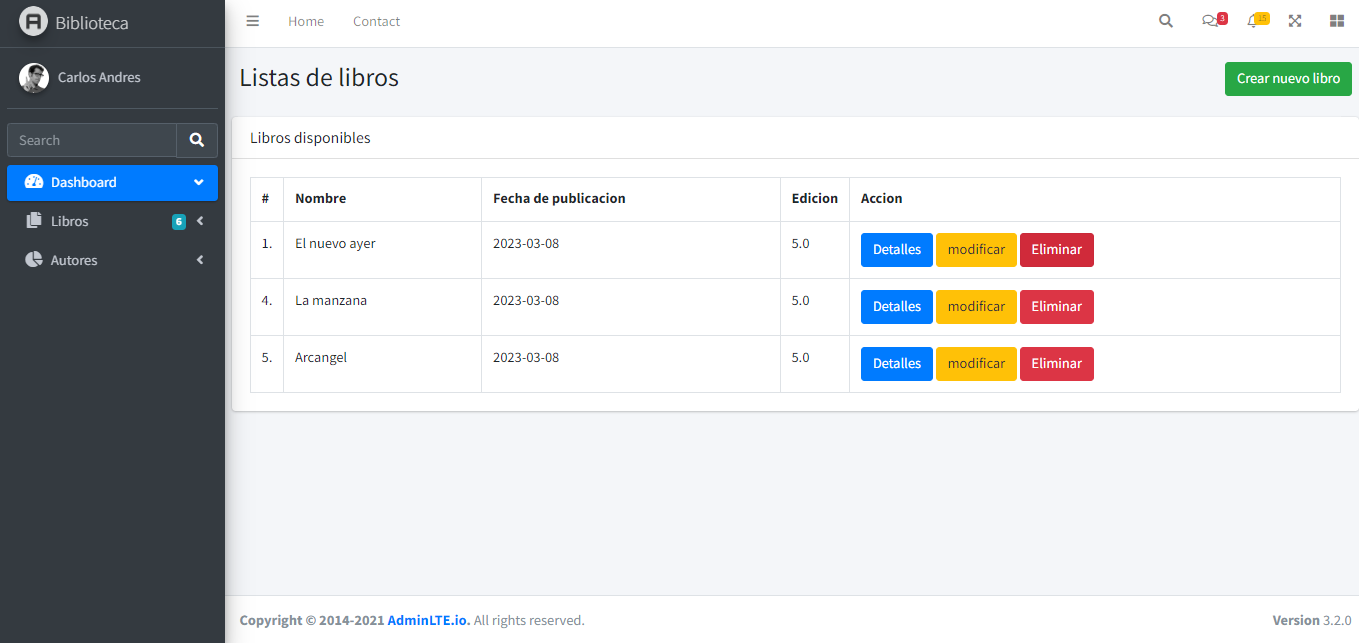 Biblioteca
Home Contact
3
15
Carlos Andres
Listas de libros
Crear nuevo libro
Search
Libros disponibles
Dashboard
Libros 6
Autores
# Nombre Fecha de publicacion Edicion Accion
1. El nuevo ayer 2023-03-08 5.0 Detalles modificar Eliminar
4. La manzana 2023-03-08 5.0 Detalles modificar Eliminar
5. Arcangel 2023-03-08 5.0 Detalles modificar Eliminar
Copyright © 2014-2021 AdminLTE.io. All rights reserved.
Version 3.2.0